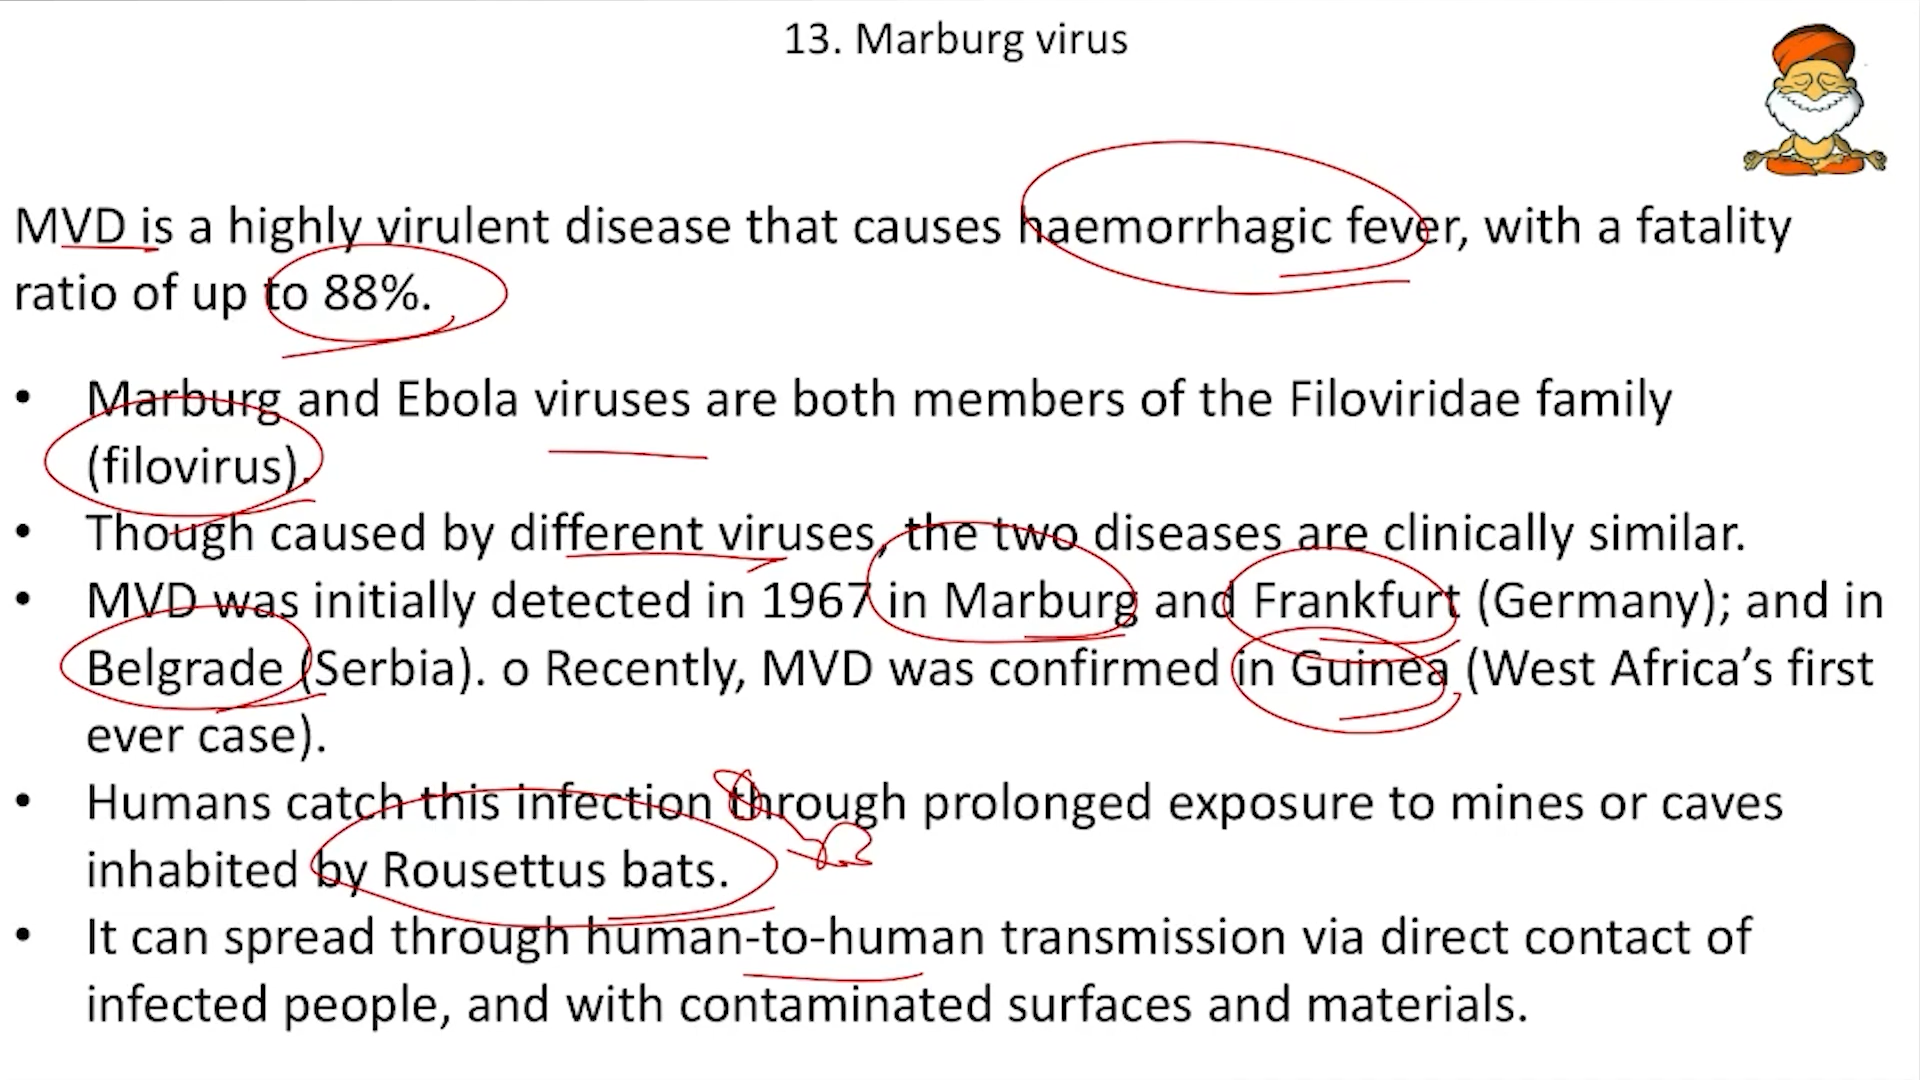 13. Marburg virus
MVD is a highly virulent disease that causes haemorrhagic fever, with a fatality
ratio of up to 88%.
• Marburg and Ebola viruses are both members of the Filoviridae family
(filovirus).
• Though caused by different viruses, the two diseases are clinically similar.
• MVD was initially detected in 1967 in Marburg and Frankfurt (Germany); and in
Belgrade (Serbia). o Recently, MVD was confirmed in Guinea (West Africa’s first
ever case).
• Humans catch this infection through prolonged exposure to mines or caves
inhabited by Rousettus bats.
• It can spread through human-to-human transmission via direct contact of
infected people, and with contaminated surfaces and materials.